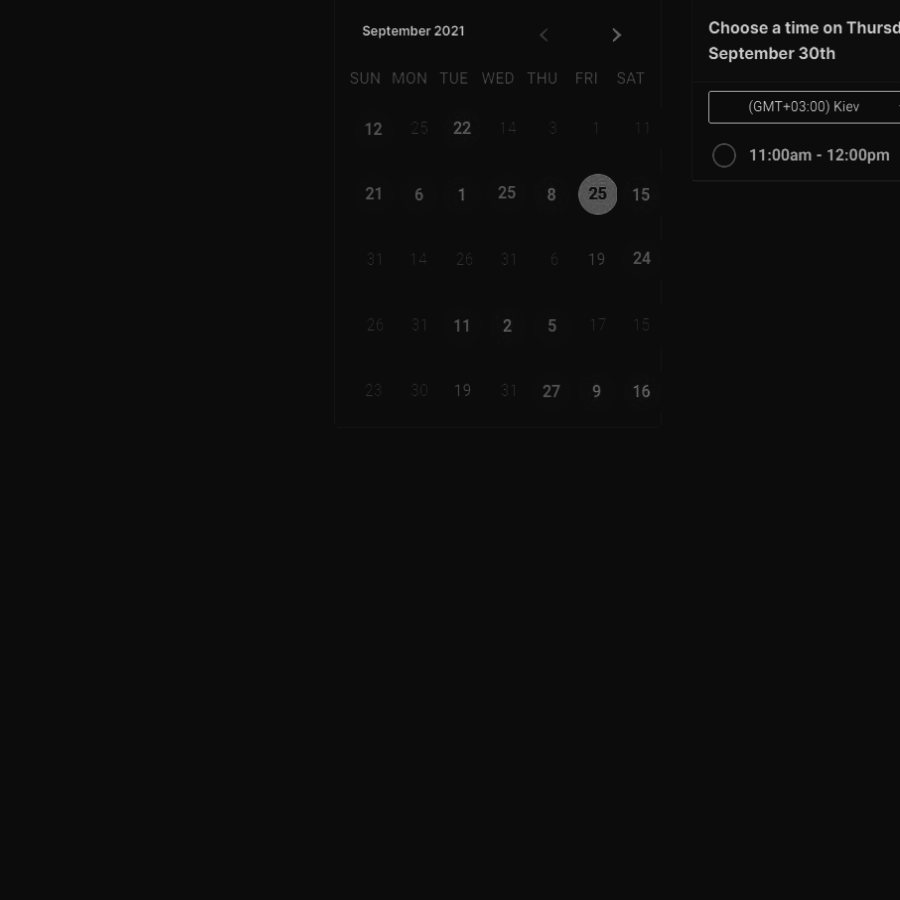 September 2021
SUN MON TUE WED THU FRI SAT
12 25 22 14 3 1 11
21 6 1 25 8 25 15
31 14 26 31 6 19 24
26 31 11 2 5 17 15
23 30 19 31 27 9 16
Choose a time on Thursd
September 30th
(GMT+03:00) Kiev
11:00am - 12:00pm